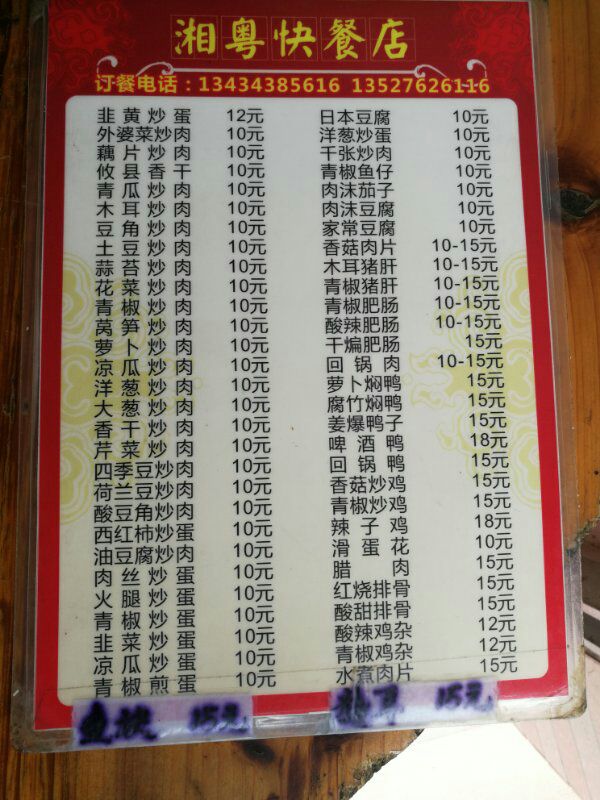 湘粤快餐店
订餐电话：13434385616 13527626116
韭黄炒蛋 12元
外婆菜炒肉 10元
藕片炒肉 10元
攸县香干 10元
青瓜炒肉 10元
木耳炒肉 10元
豆角炒肉 10元
土豆炒肉 10元
蒜苔炒肉 10元
花菜炒肉 10元
青椒炒肉 10元
莴笋炒肉 10元
萝卜炒肉 10元
凉瓜炒肉 10元
洋葱炒肉 10元
大葱炒肉 10元
香干炒肉 10元
芹菜炒肉 10元
四季豆炒肉 10元
荷兰豆炒肉 10元
酸豆角炒肉 10元
西红柿炒蛋 10元
油豆腐炒肉 10元
肉丝炒蛋 10元
火腿炒蛋 10元
青椒炒蛋 10元
韭菜炒蛋 10元
凉瓜炒蛋 10元
青椒煎蛋 10元
日本豆腐 10元
洋葱炒蛋 10元
千张炒肉 10元
青椒鱼仔 10元
肉沫茄子 10元
肉沫豆腐 10元
家常豆腐 10元
香菇肉片 10-15元
木耳猪肝 10-15元
青椒猪肝 10-15元
青椒肥肠 10-15元
酸辣肥肠 10-15元
干煸肥肠 15元
回锅肉 10-15元
萝卜焖鸭 15元
腐竹焖鸭 15元
姜爆鸭子 15元
啤酒鸭 18元
回锅鸭 15元
香菇炒鸡 15元
青椒炒鸡 15元
辣子鸡 18元
滑蛋花 10元
腊肉 15元
红烧排骨 15元
酸甜排骨 15元
酸辣鸡杂 12元
青椒鸡杂 12元
水煮肉片 15元
鱼块 15元
15元